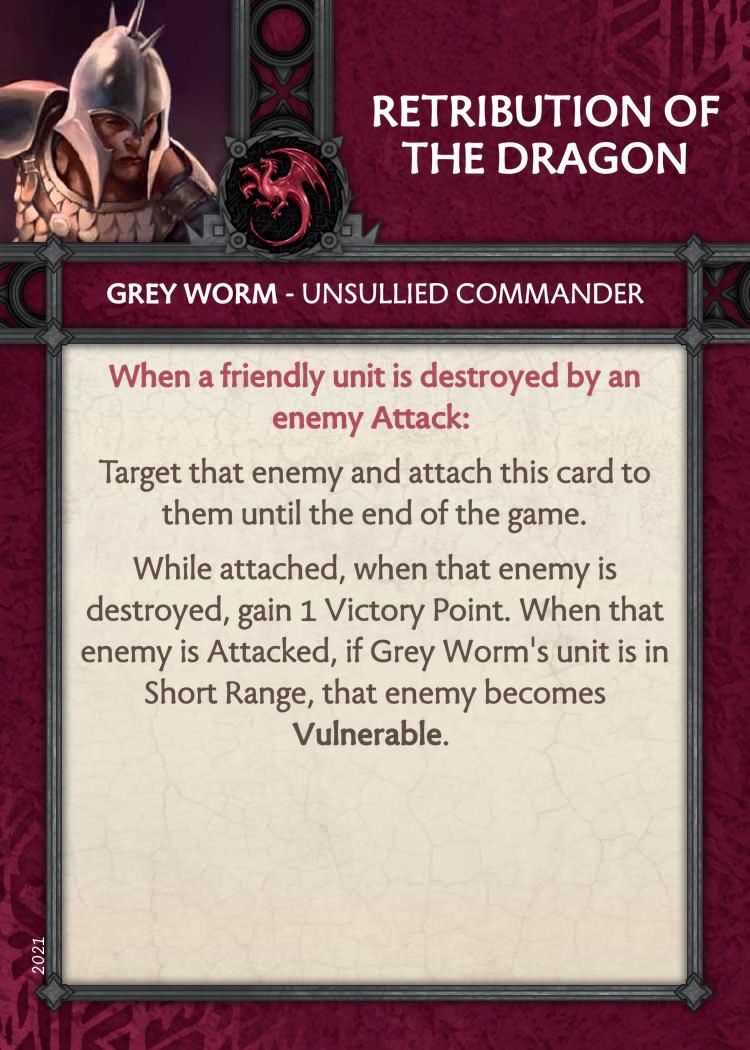 RETRIBUTION OF
THE DRAGON
GREY WORM - UNSULLIED COMMANDER
When a friendly unit is destroyed by an
enemy Attack:
Target that enemy and attach this card to
them until the end of the game.
While attached, when that enemy is
destroyed, gain 1 Victory Point. When that
enemy is Attacked, if Grey Worm's unit is in
Short Range, that enemy becomes
Vulnerable.
2021